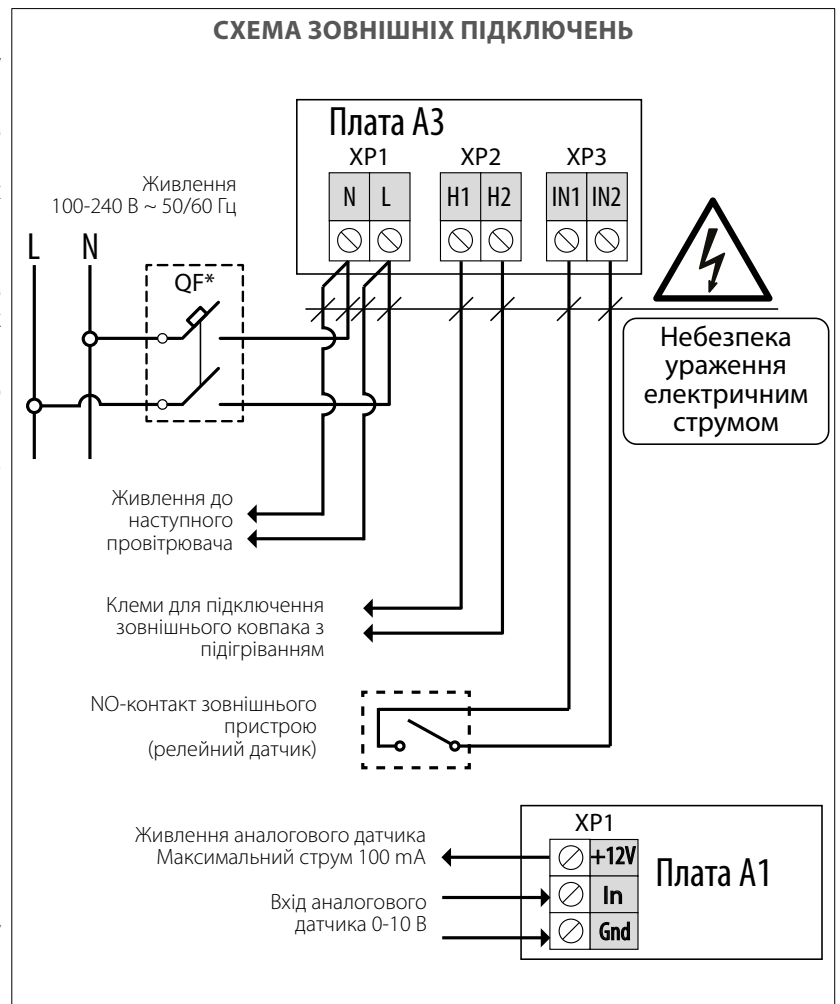 СХЕМА ЗОВНІШНІХ ПІДКЛЮЧЕНЬ
Плата А3
XP1
XP2
XP3
N
L
H1
H2
IN1
IN2
Живлення
100-240 В ~ 50/60 Гц
L
N
QF*
Небезпека
ураження
електричним
струмом
Живлення до
наступного
провітрювача
Клеми для підключення
зовнішнього ковпака з
підігріванням
NO-контакт зовнішнього
пристрою
(релейний датчик)
XP1
Живлення аналогового датчика
Максимальний струм 100 mA
+12V
In
Gnd
Плата А1
Вхід аналогового
датчика 0-10 В